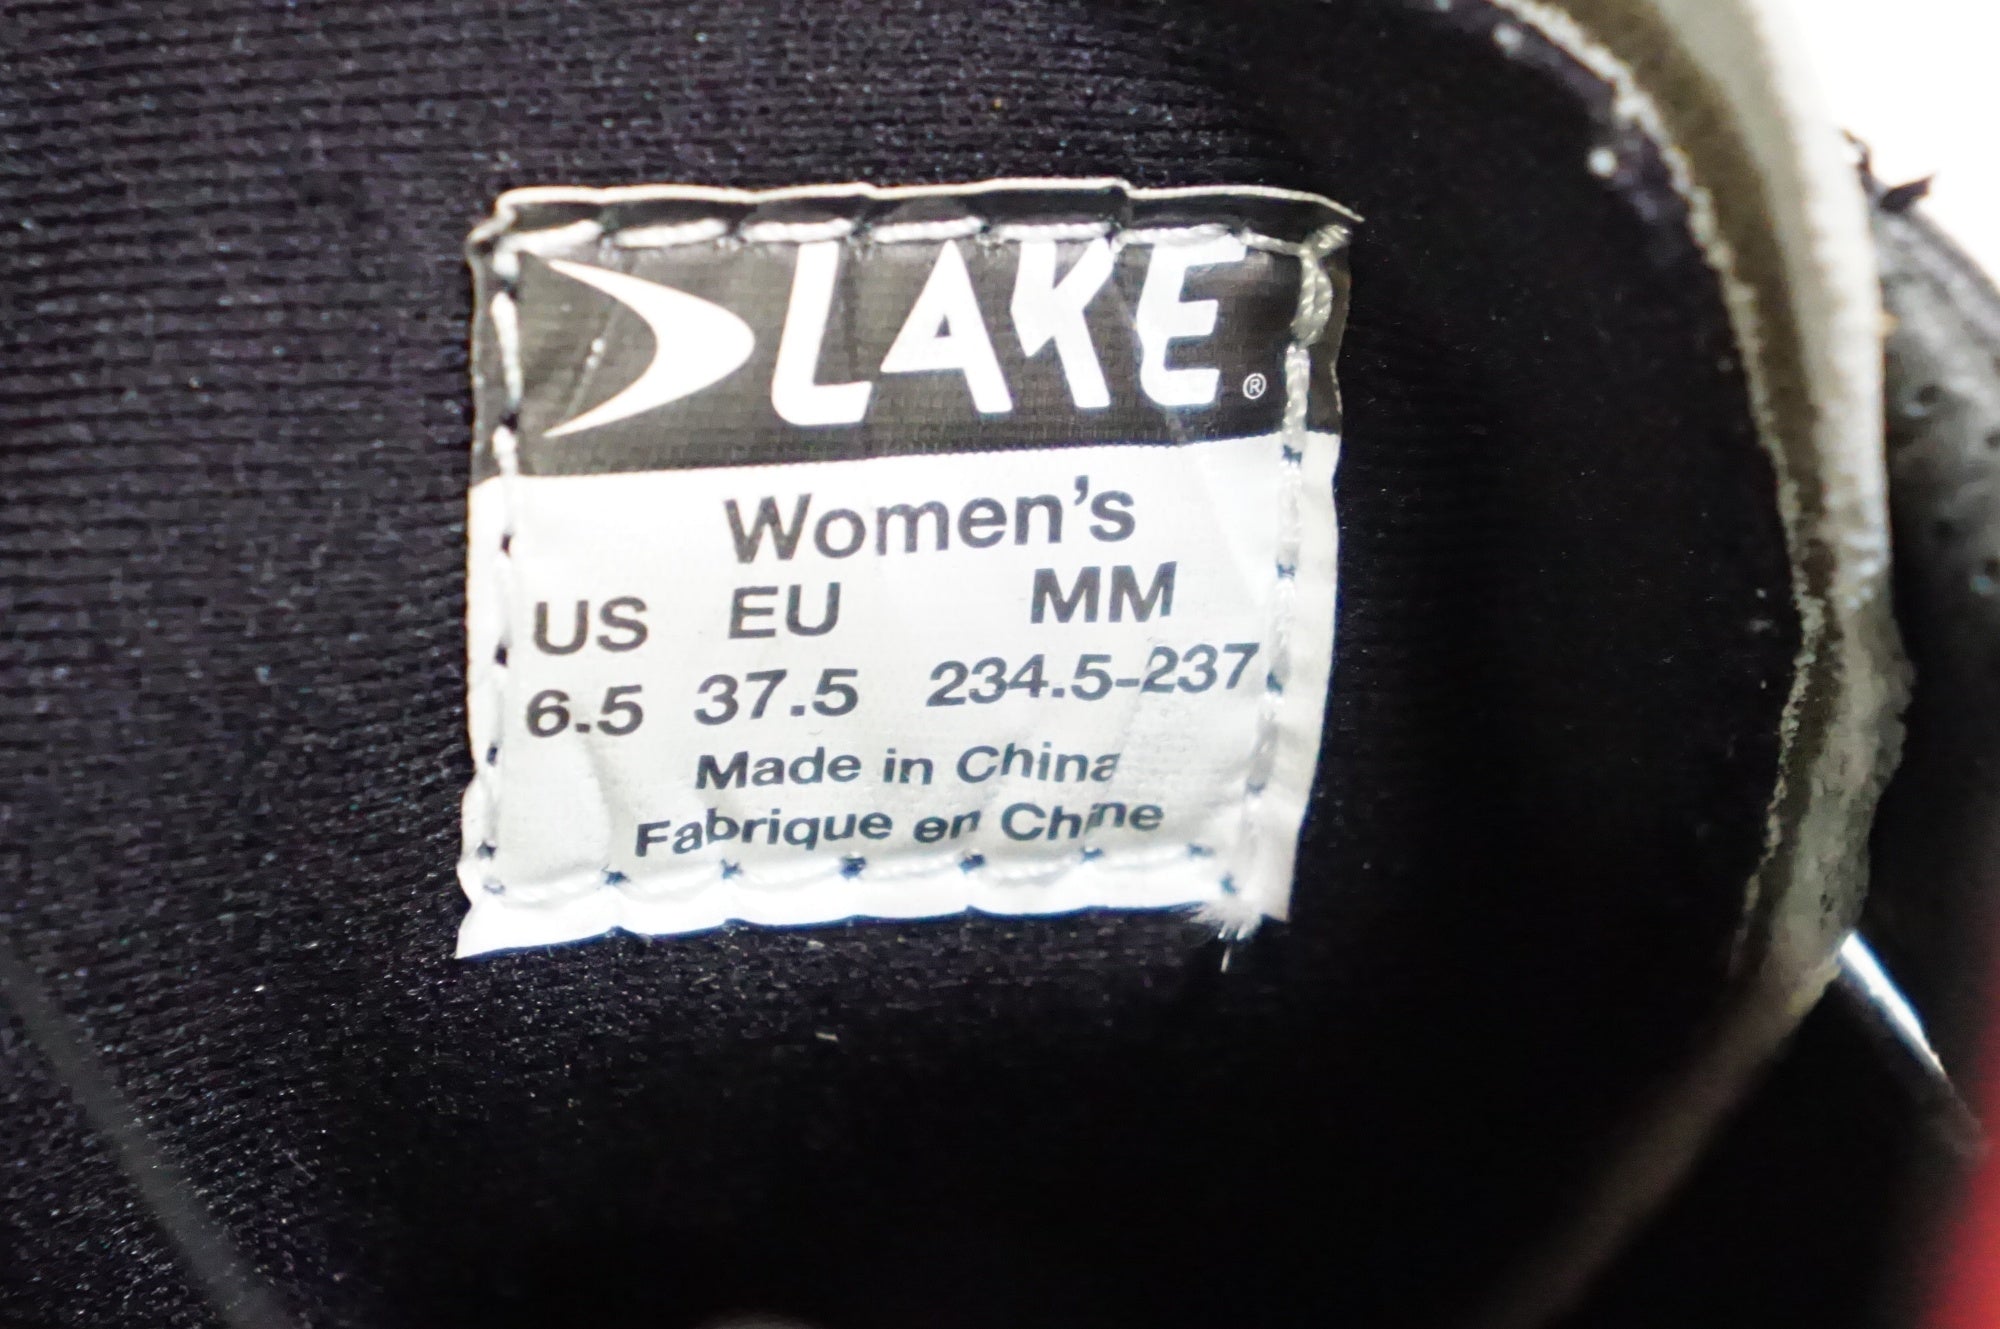 LAKE®
Women's
US EU MM
6.5 37.5 234.5-237
Made in China
Fabrique en Chine